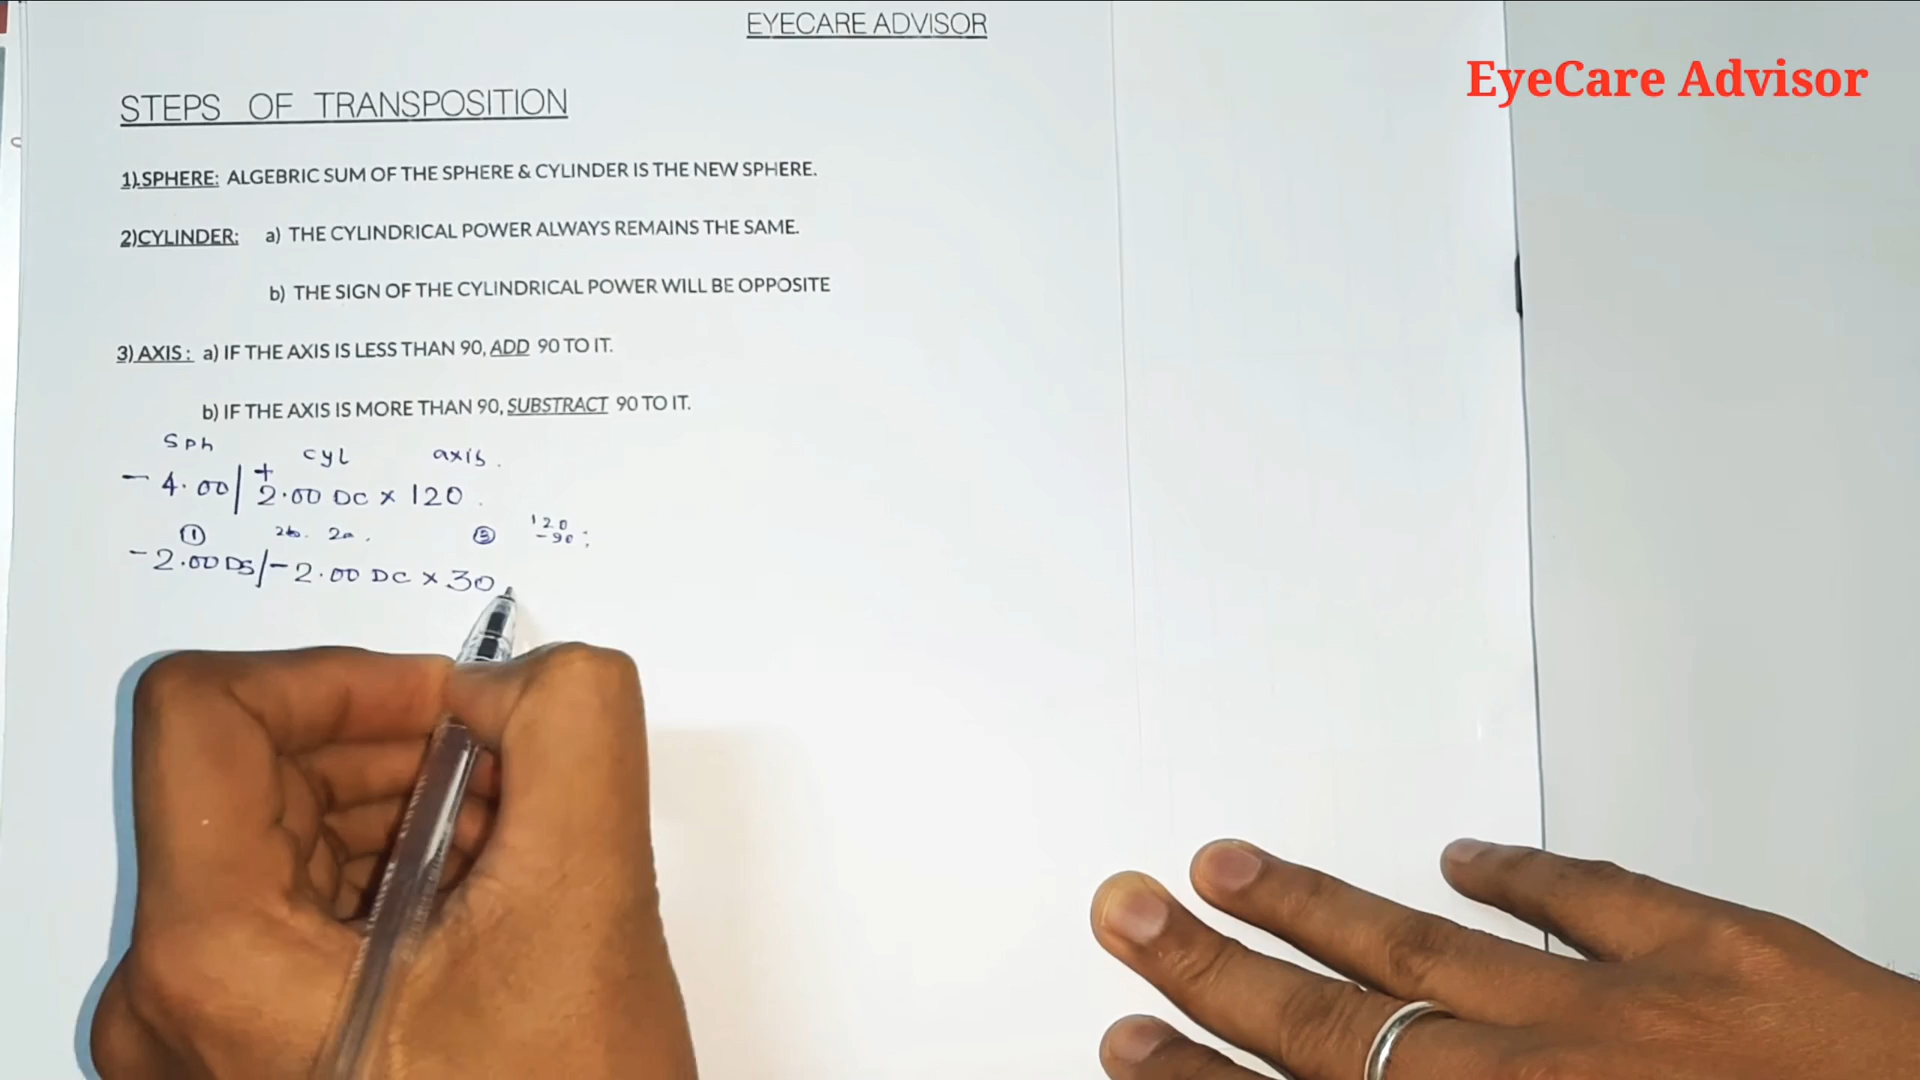 EYECARE ADVISOR
EyeCare Advisor
STEPS OF TRANSPOSITION
1).SPHERE: ALGEBRIC SUM OF THE SPHERE & CYLINDER IS THE NEW SPHERE.
2)CYLINDER: a) THE CYLINDRICAL POWER ALWAYS REMAINS THE SAME.
b) THE SIGN OF THE CYLINDRICAL POWER WILL BE OPPOSITE
3) AXIS : a) IF THE AXIS IS LESS THAN 90, ADD 90 TO IT.
b) IF THE AXIS IS MORE THAN 90, SUBSTRACT 90 TO IT.
Sph cyl axis.
- 4.00 | + 2.00 DC × 120
① 2b. 2a. ③ 120
-90
-2.00 DS/-2.00 DC × 30